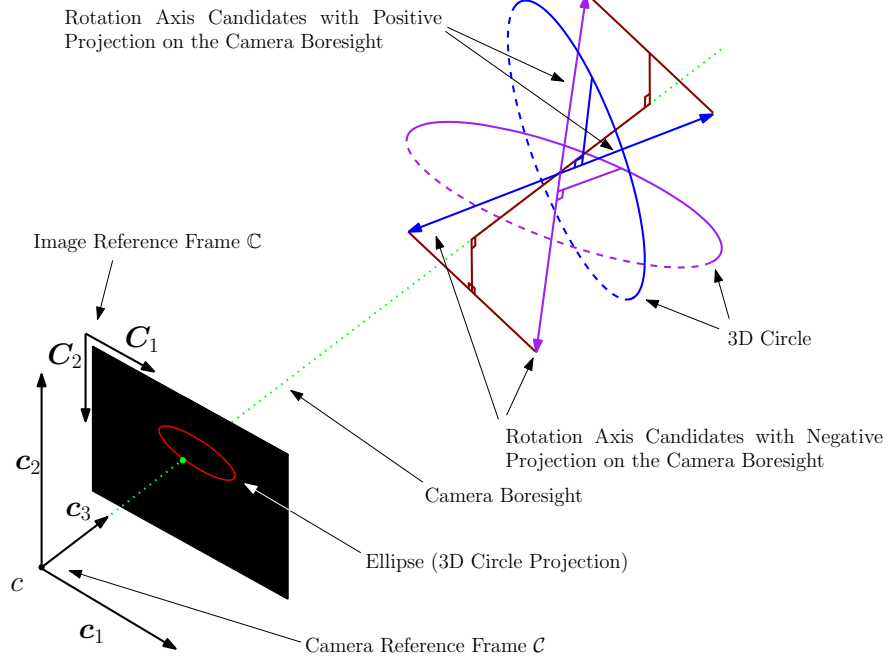 Rotation Axis Candidates with Positive
Projection on the Camera Boresight
Image Reference Frame ℂ
C₁
C₂
3D Circle
c₂
Rotation Axis Candidates with Negative
Projection on the Camera Boresight
Camera Boresight
c₃
Ellipse (3D Circle Projection)
c
c₁
Camera Reference Frame 𝒞